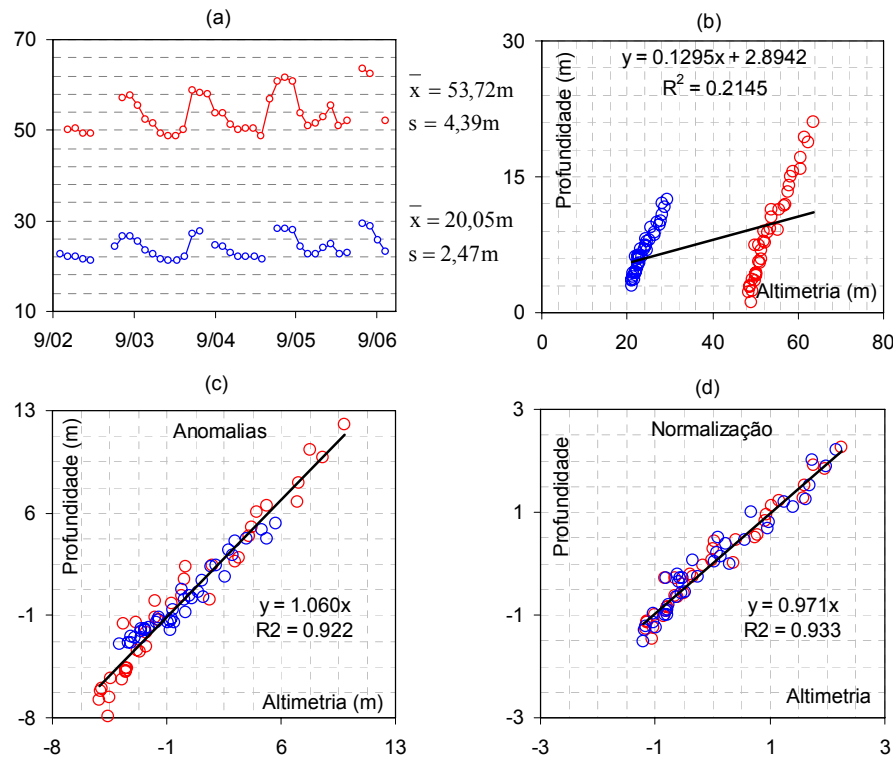 (a)
70
50
30
10
9/02
9/03
9/04
9/05
9/06
x̄ = 53,72m
s = 4,39m
x̄ = 20,05m
s = 2,47m
(b)
30
15
0
Profundidade (m)
y = 0.1295x + 2.8942
R² = 0.2145
Altimetria (m)
0
20
40
60
80
(c)
13
6
-1
-8
Profundidade (m)
Anomalias
y = 1.060x
R2 = 0.922
Altimetria (m)
-8
-1
6
13
(d)
3
1
-1
-3
Profundidade
Normalização
y = 0.971x
R2 = 0.933
Altimetria
-3
-1
1
3